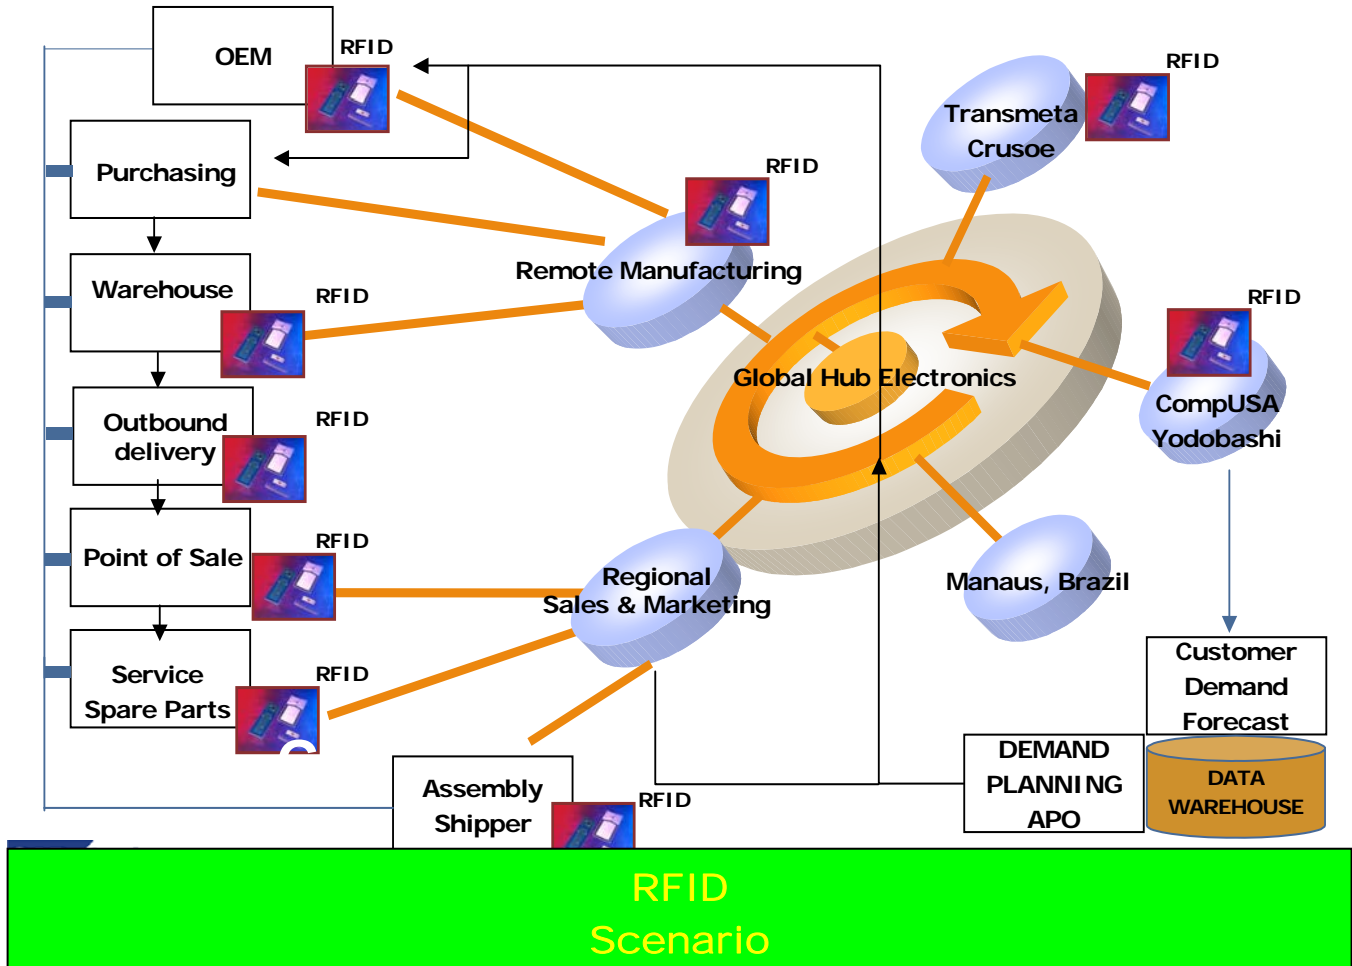 OEM
RFID
RFID
Transmeta
Crusoe
Purchasing
RFID
Remote Manufacturing
Warehouse
RFID
RFID
Global Hub Electronics
CompUSA
Yodobashi
Outbound
delivery
RFID
Point of Sale
RFID
Regional
Sales & Marketing
Manaus, Brazil
Service
Spare Parts
RFID
Customer
Demand
Forecast
DEMAND
PLANNING
APO
DATA
WAREHOUSE
Assembly
Shipper
RFID
RFID
Scenario